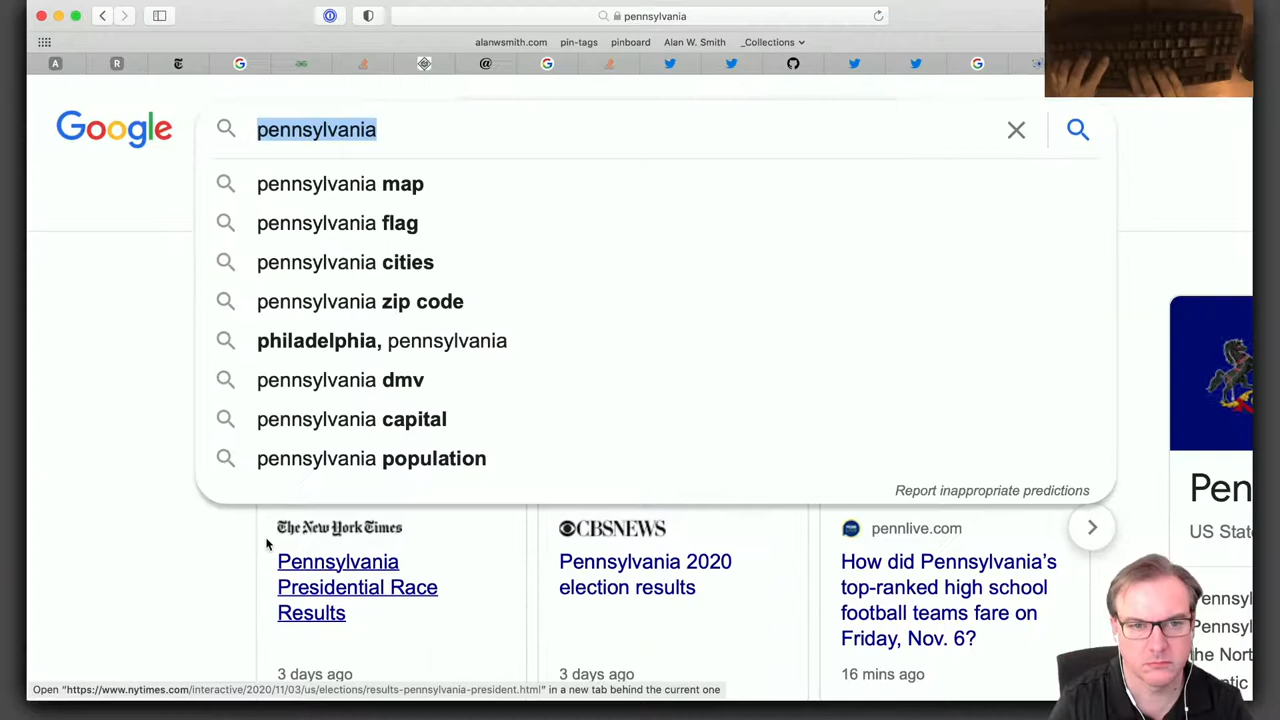 pennsylvania
alanwsmith.com pin-tags pinboard Alan W. Smith _Collections
A R
Google
pennsylvania
pennsylvania map
pennsylvania flag
pennsylvania cities
pennsylvania zip code
philadelphia, pennsylvania
pennsylvania dmv
pennsylvania capital
pennsylvania population
Report inappropriate predictions
The New York Times
Pennsylvania
Presidential Race
Results
3 days ago
CBSNEWS
Pennsylvania 2020
election results
3 days ago
pennlive.com
How did Pennsylvania's
top-ranked high school
football teams fare on
Friday, Nov. 6?
16 mins ago
Pen
US State
Pennsyl
Pennsyl
the Nort
Open "https://www.nytimes.com/interactive/2020/11/03/us/elections/results-pennsylvania-president.html" in a new tab behind the current one